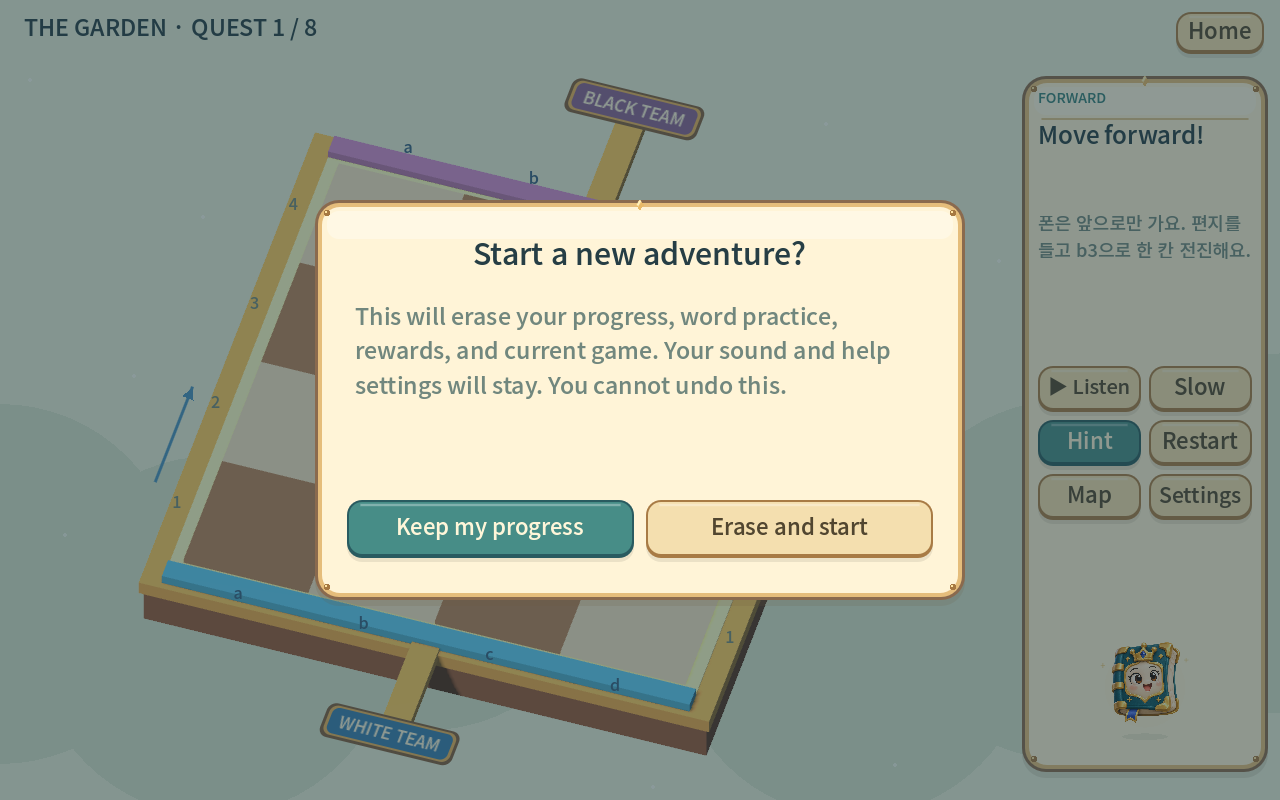 THE GARDEN · QUEST 1 / 8
Home
BLACK TEAM
FORWARD
Move forward!
폰은 앞으로만 가요. 편지를
들고 b3으로 한 칸 전진해요.
a
b
4
3
2
1
Start a new adventure?
This will erase your progress, word practice,
rewards, and current game. Your sound and help
settings will stay. You cannot undo this.
Keep my progress
Erase and start
▶ Listen
Slow
Hint
Restart
Map
Settings
a
b
c
d
1
WHITE TEAM